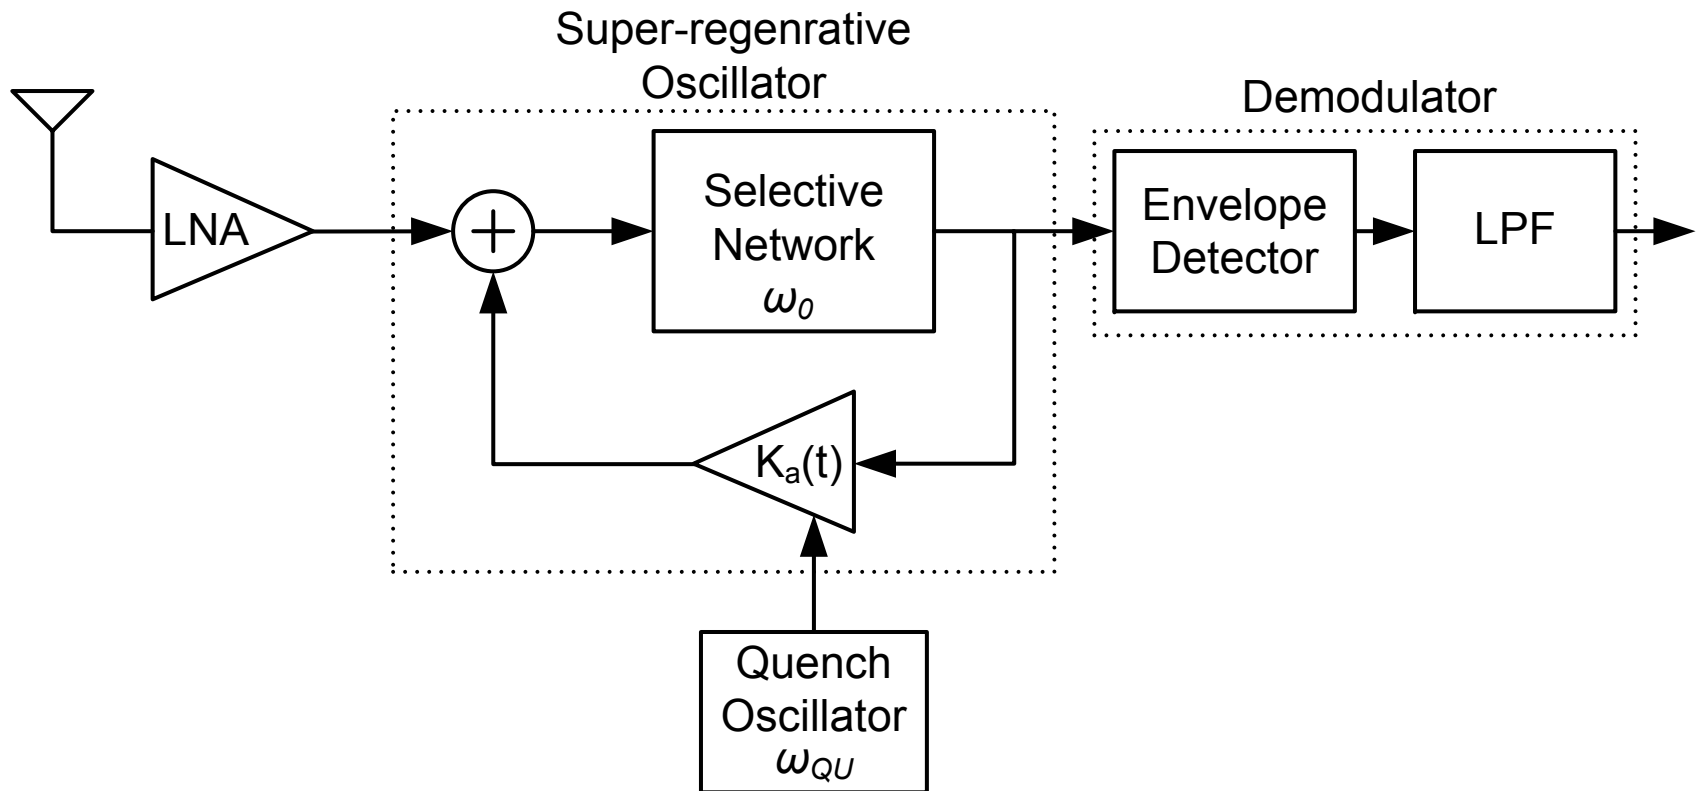 Super-regenrative
Oscillator
Demodulator
LNA
+
Selective
Network
ω0
Envelope
Detector
LPF
Ka(t)
Quench
Oscillator
ωQU